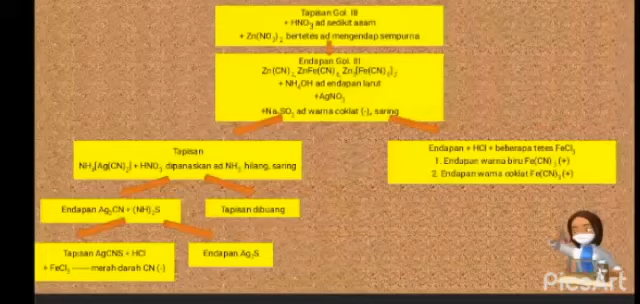 Tapisan Gol. III
+ HNO3 ad sedikit asam
+ Zn(NO3)2 bertetes ad mengendap sempurna
Endapan Gol. III
Zn(CN)2, ZnFe(CN)6, Zn3[Fe(CN)6]2
+ NH4OH ad endapan larut
+AgNO3
+Na2SO3 ad warna coklat (-), saring
Tapisan
NH4[Ag(CN)2] + HNO3 dipanaskan ad NH3 hilang, saring
Endapan + HCl + beberapa tetes FeCl3
1. Endapan warna biru Fe(CN) (+)
2. Endapan warna coklat Fe(CN)6 (+)
Endapan Ag2CN + (NH)2S
Tapisan dibuang
Tapisan AgCNS + HCl
+ FeCl3 ------ merah darah CN (-)
Endapan Ag2S
PicsArt